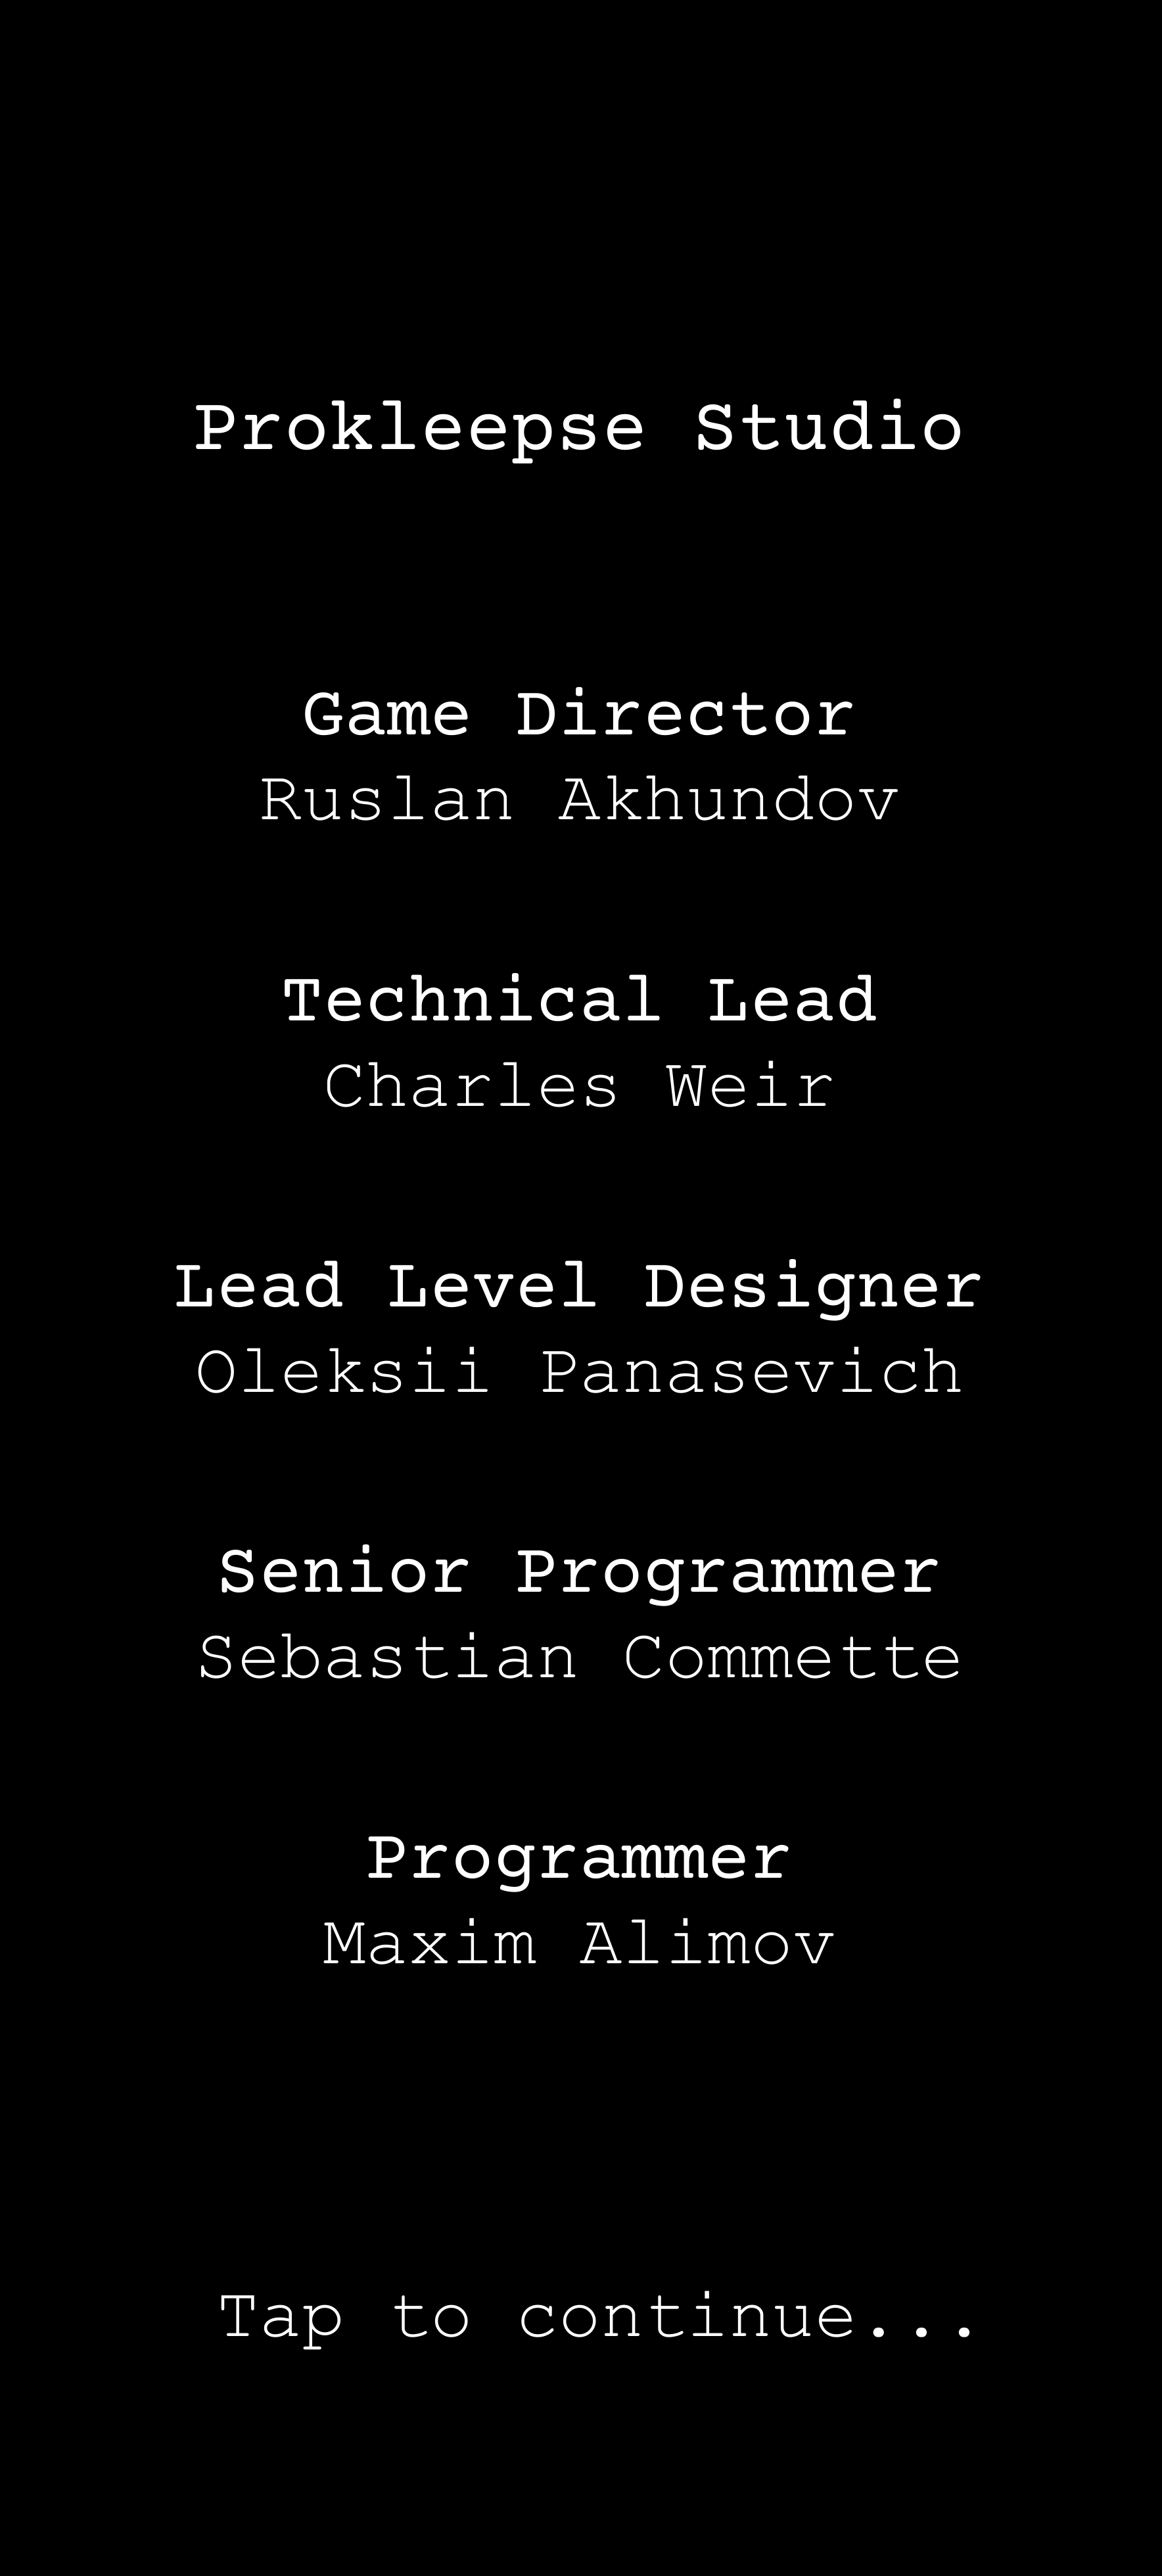 Prokleepse Studio
Game Director
Ruslan Akhundov
Technical Lead
Charles Weir
Lead Level Designer
Oleksii Panasevich
Senior Programmer
Sebastian Commette
Programmer
Maxim Alimov
Tap to continue...